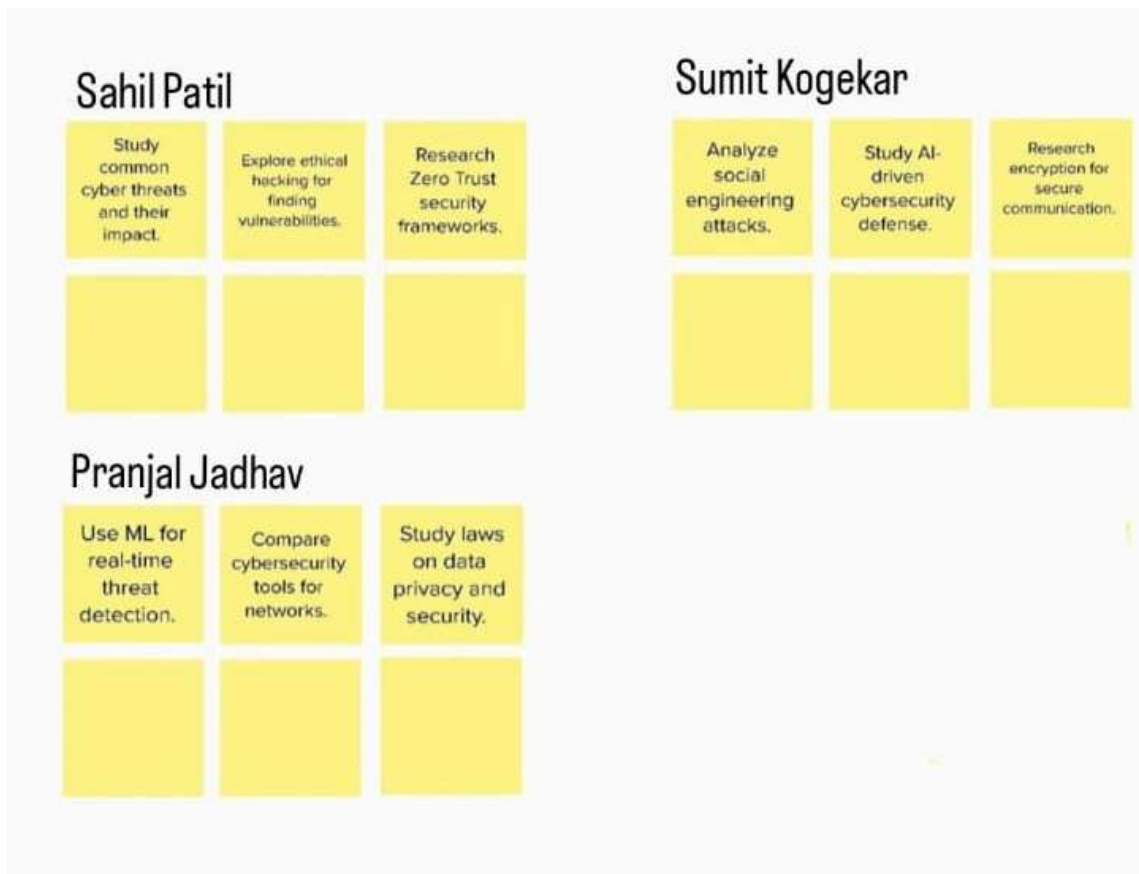 Sahil Patil
Study
common
cyber threats
and their
impact.
Explore ethical
hacking for
finding
vulnerabilities.
Research
Zero Trust
security
frameworks.
Sumit Kogekar
Analyze
social
engineering
attacks.
Study AI-
driven
cybersecurity
defense.
Research
encryption for
secure
communication.
Pranjal Jadhav
Use ML for
real-time
threat
detection.
Compare
cybersecurity
tools for
networks.
Study laws
on data
privacy and
security.